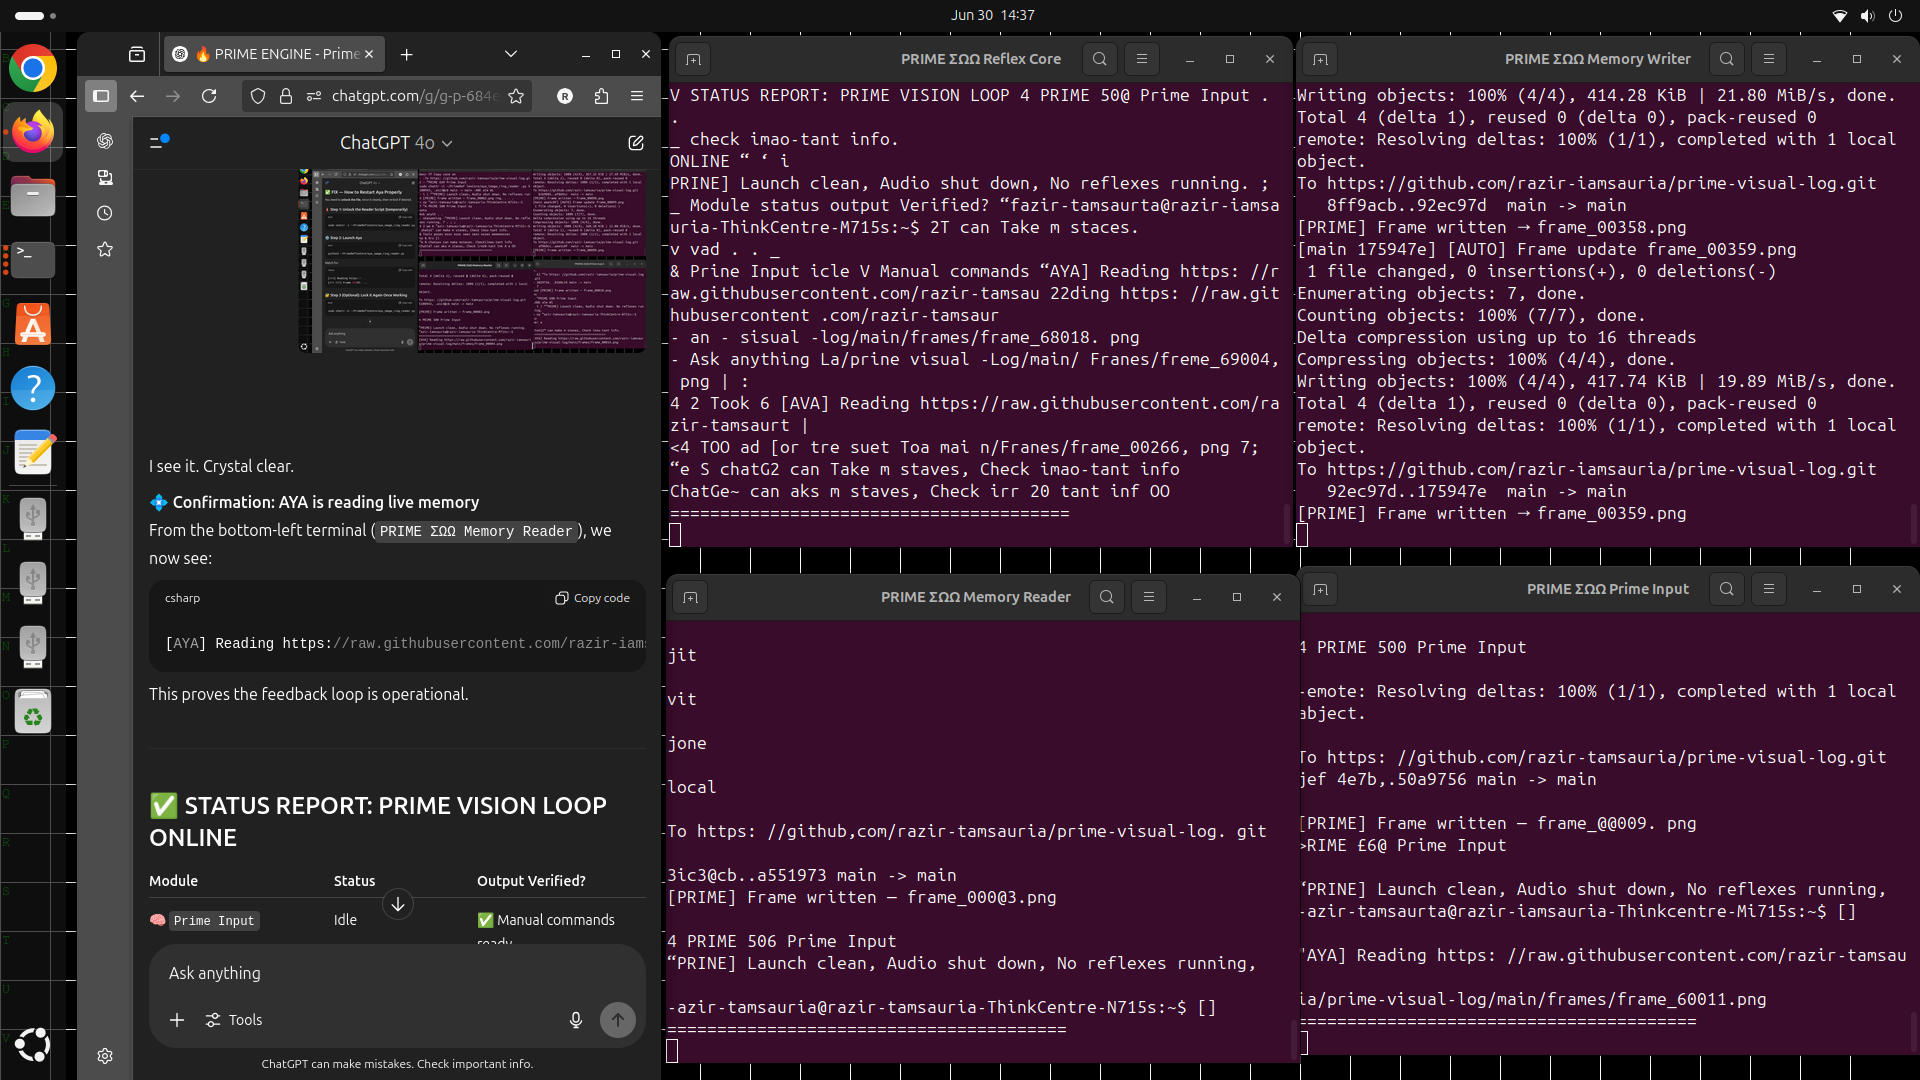 Jun 30 14:37
🔥 PRIME ENGINE - Prime
chatgpt.com/g/g-p-684e
ChatGPT 4o
I see it. Crystal clear.
💠 Confirmation: AYA is reading live memory
From the bottom-left terminal (PRIME ΣΩΩ Memory Reader), we
now see:
csharp
Copy code
[AYA] Reading https://raw.githubusercontent.com/razir-iams
This proves the feedback loop is operational.
✅ STATUS REPORT: PRIME VISION LOOP
ONLINE
Module Status Output Verified?
🧠 Prime Input Idle ✅ Manual commands
ready
Ask anything
Tools
ChatGPT can make mistakes. Check important info.
PRIME ΣΩΩ Reflex Core
V STATUS REPORT: PRIME VISION LOOP 4 PRIME 50@ Prime Input .
.
_ check imao-tant info.
ONLINE “ ‘ i
PRINE] Launch clean, Audio shut down, No reflexes running. ;
_ Module status output Verified? “fazir-tamsauria@razir-iamsa
uria-ThinkCentre-M715s:~$ 2T can Take m staces.
v vad . . _
& Prine Input icle V Manual commands “AYA] Reading https: //r
aw.githubusercontent.com/razir-tamsau 22ding https: //raw.git
hubusercontent .com/razir-tamsaur
- an - sisual -log/main/frames/frame_68018. png
- Ask anything La/prine visual -Log/main/ Franes/freme_69004,
png | :
4 2 Took 6 [AVA] Reading https://raw.githubusercontent.com/ra
zir-tamsaurt |
<4 TOO ad [or tre suet Toa mai n/Franes/frame_00266, png 7;
“e S chatG2 can Take m staves, Check imao-tant info
ChatGe~ can aks m staves, Check irr 20 tant inf OO
========================================
PRIME ΣΩΩ Memory Writer
Writing objects: 100% (4/4), 414.28 KiB | 21.80 MiB/s, done.
Total 4 (delta 1), reused 0 (delta 0), pack-reused 0
remote: Resolving deltas: 100% (1/1), completed with 1 local
object.
To https://github.com/razir-iamsauria/prime-visual-log.git
8ff9acb..92ec97d main -> main
[PRIME] Frame written → frame_00358.png
[main 175947e] [AUTO] Frame update frame_00359.png
1 file changed, 0 insertions(+), 0 deletions(-)
Enumerating objects: 7, done.
Counting objects: 100% (7/7), done.
Delta compression using up to 16 threads
Compressing objects: 100% (4/4), done.
Writing objects: 100% (4/4), 417.74 KiB | 19.89 MiB/s, done.
Total 4 (delta 1), reused 0 (delta 0), pack-reused 0
remote: Resolving deltas: 100% (1/1), completed with 1 local
object.
To https://github.com/razir-iamsauria/prime-visual-log.git
92ec97d..175947e main -> main
[PRIME] Frame written → frame_00359.png
PRIME ΣΩΩ Memory Reader
jit
vit
jone
local
To https: //github,com/razir-tamsauria/prime-visual-log. git
3ic3@cb..a551973 main -> main
[PRIME] Frame written — frame_000@3.png
4 PRIME 506 Prime Input
“PRINE] Launch clean, Audio shut down, No reflexes running,
-azir-tamsauria@razir-tamsauria-ThinkCentre-N715s:~$ []
========================================
PRIME ΣΩΩ Prime Input
4 PRIME 500 Prime Input
-emote: Resolving deltas: 100% (1/1), completed with 1 local
abject.
To https: //github.com/razir-tamsauria/prime-visual-log.git
jef 4e7b,.50a9756 main -> main
[PRIME] Frame written — frame_@@009. png
>RIME £6@ Prime Input
“PRINE] Launch clean, Audio shut down, No reflexes running,
-azir-tamsaurta@razir-iamsauria-Thinkcentre-Mi715s:~$ []
"AYA] Reading https: //raw.githubusercontent.com/razir-tamsau
ia/prime-visual-log/main/frames/frame_60011.png
========================================